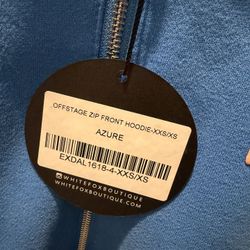 OFFSTAGE ZIP FRONT HOODIE-XXS/XS
AZURE
EXDAL1618-4-XXS/XS
WHITEFOXBOUTIQUE
WHITEFOXBOUTIQUE.COM